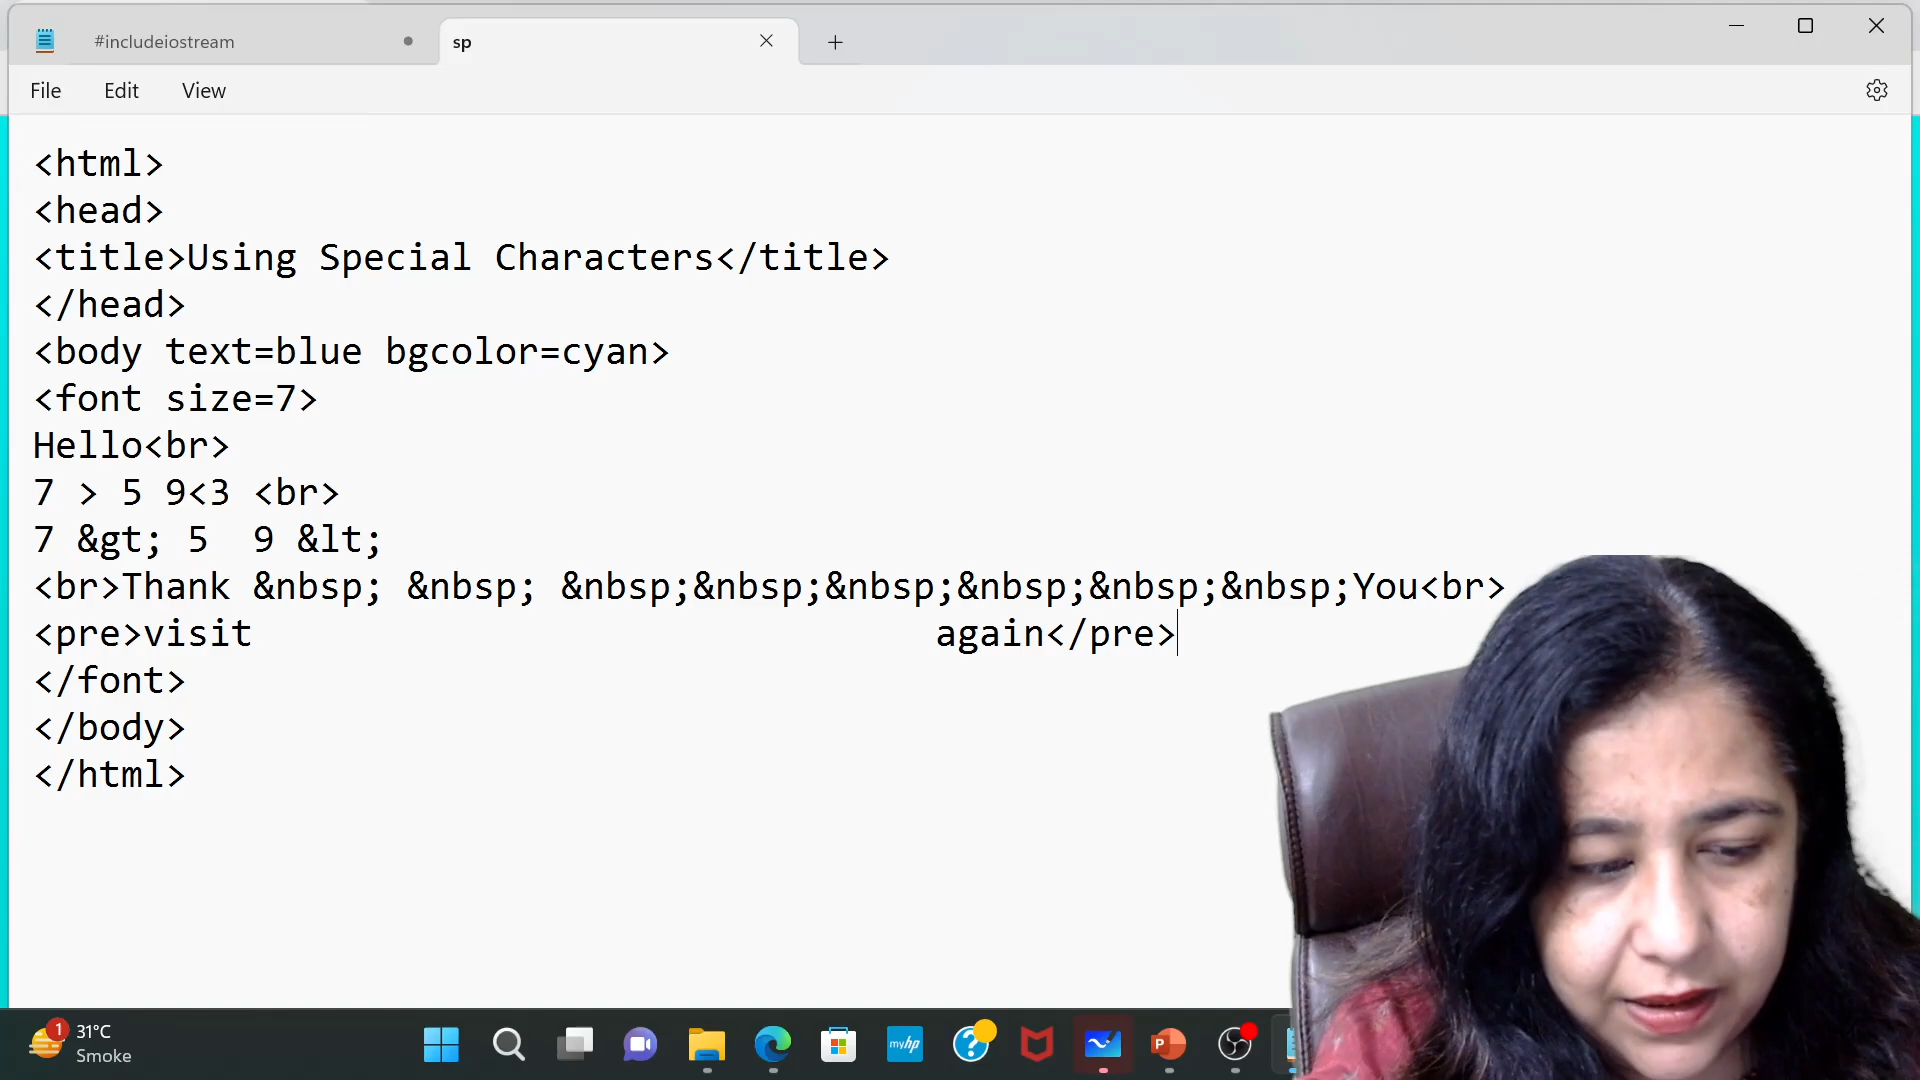 #includeiostream
sp
File Edit View
<html>
<head>
<title>Using Special Characters</title>
</head>
<body text=blue bgcolor=cyan>
<font size=7>
Hello<br>
7 > 5 9<3 <br>
7 &gt; 5  9 &lt;
<br>Thank &nbsp; &nbsp; &nbsp;&nbsp;&nbsp;&nbsp;&nbsp;&nbsp;You<br>
<pre>visit                               again</pre>
</font>
</body>
</html>
1
31°C
Smoke
myhp
?
P